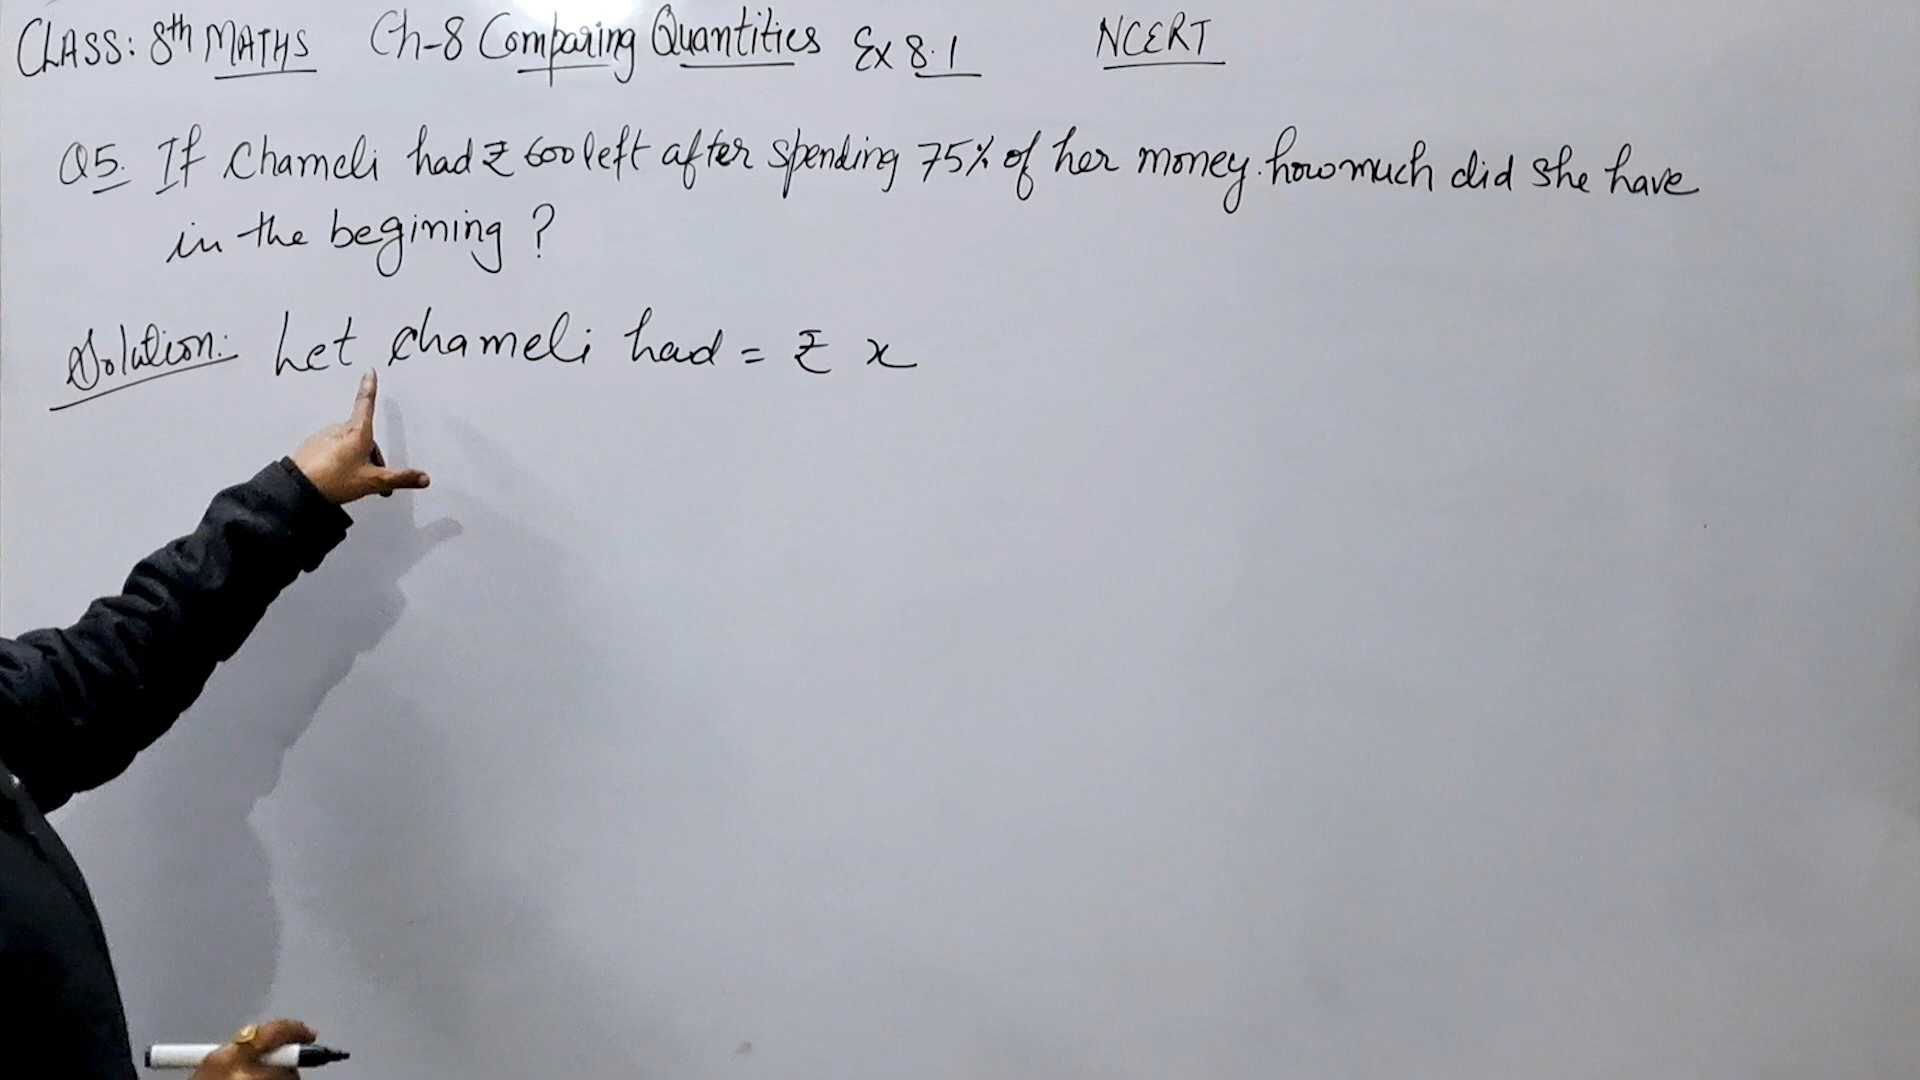 CLASS: 8th MATHS Ch-8 Comparing Quantities Ex 8.1 NCERT
Q5. If Chameli had ₹ 600 left after spending 75% of her money. how much did she have
in the begining ?
Solution: Let Chameli had = ₹ x